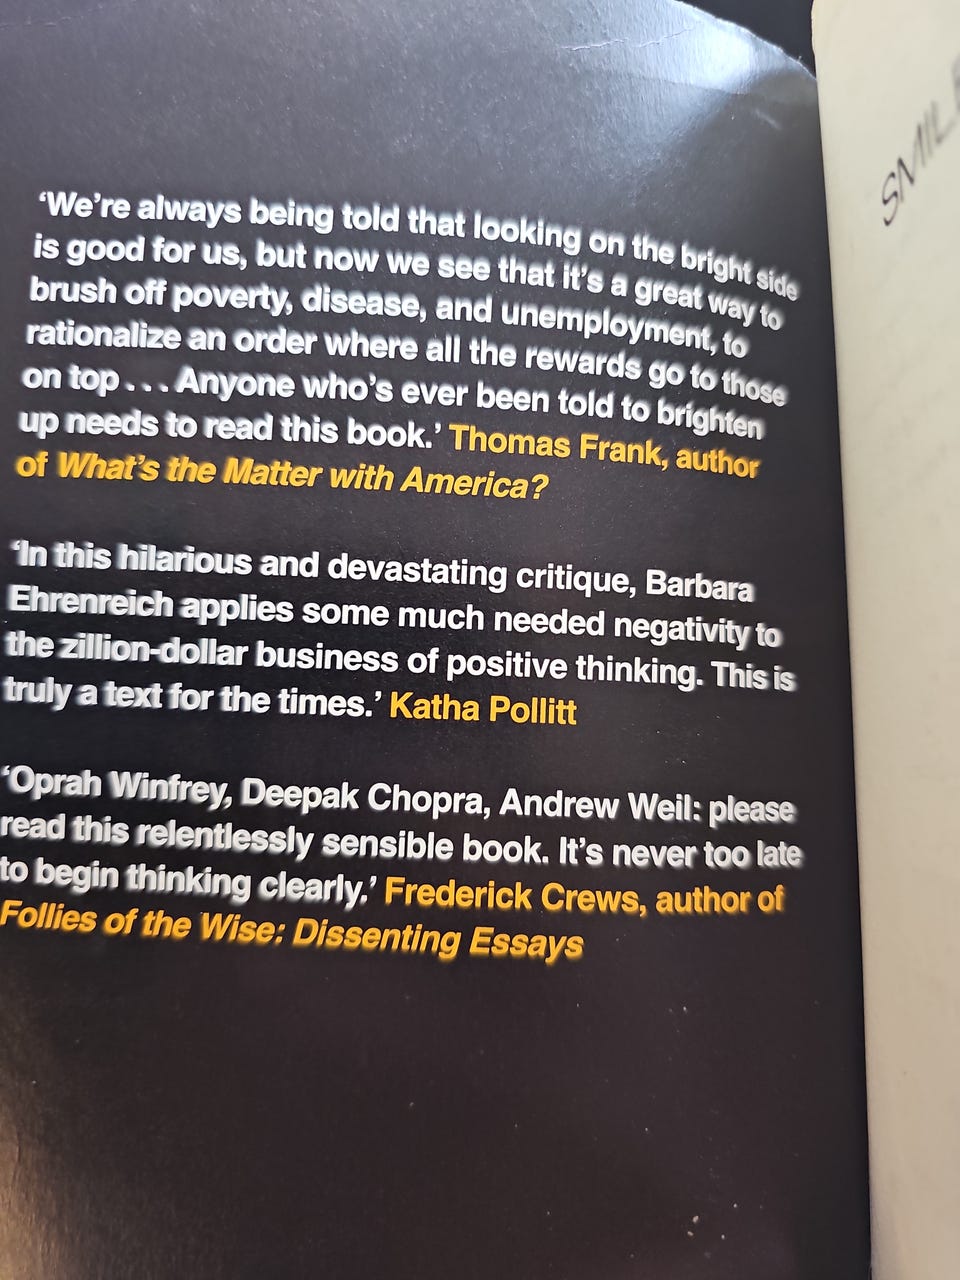 ‘We’re always being told that looking on the bright side
is good for us, but now we see that it’s a great way to
brush off poverty, disease, and unemployment, to
rationalize an order where all the rewards go to those
on top . . . Anyone who’s ever been told to brighten
up needs to read this book.’ Thomas Frank, author
of What’s the Matter with America?
‘In this hilarious and devastating critique, Barbara
Ehrenreich applies some much needed negativity to
the zillion-dollar business of positive thinking. This is
truly a text for the times.’ Katha Pollitt
‘Oprah Winfrey, Deepak Chopra, Andrew Weil: please
read this relentlessly sensible book. It’s never too late
to begin thinking clearly.’ Frederick Crews, author of
Follies of the Wise: Dissenting Essays